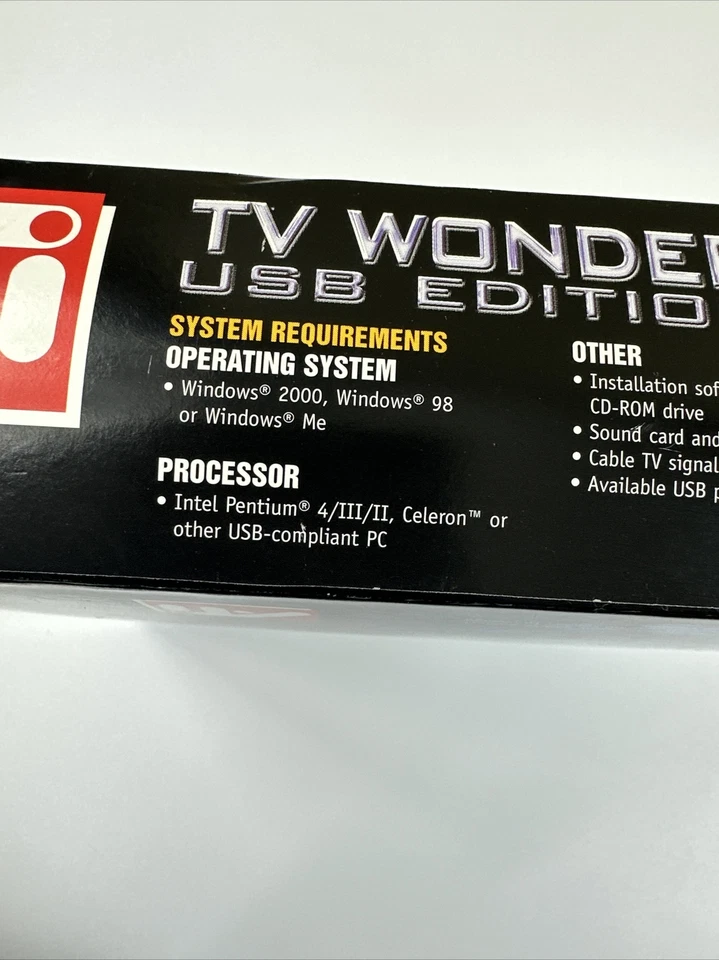 TV WONDER
USB EDITIO
SYSTEM REQUIREMENTS
OPERATING SYSTEM
• Windows® 2000, Windows® 98
or Windows® Me
PROCESSOR
• Intel Pentium® 4/III/II, Celeron™ or
other USB-compliant PC
OTHER
• Installation sof
CD-ROM drive
• Sound card and
• Cable TV signal
• Available USB p